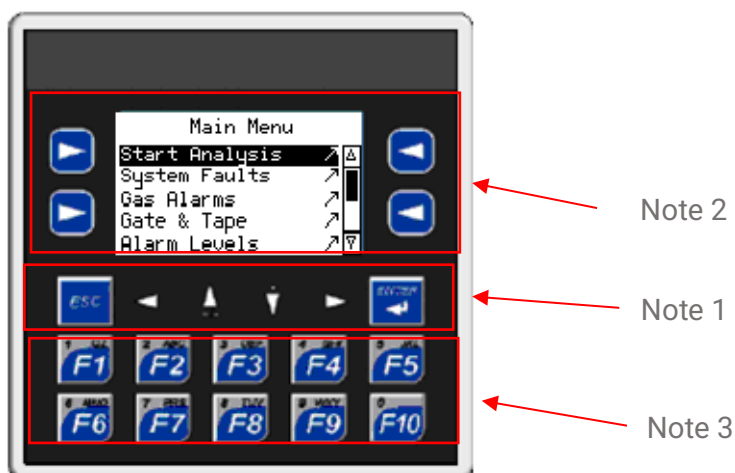 Main Menu
Start Analysis
System Faults
Gas Alarms
Gate & Tape
Alarm Levels
Note 2
ESC
ENTER
Note 1
F1 F2 F3 F4 F5
F6 F7 F8 F9 F10
Note 3